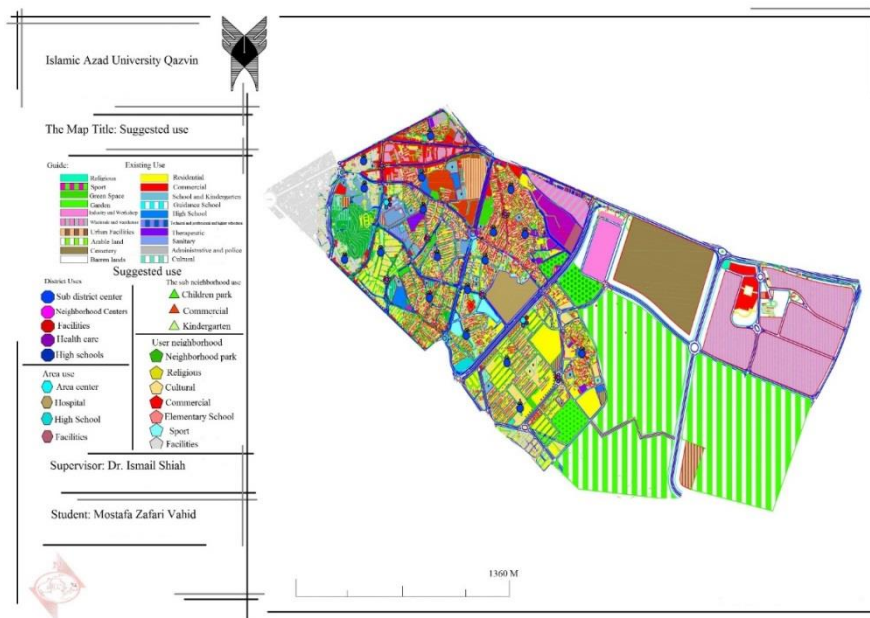 Islamic Azad University Qazvin
The Map Title: Suggested use
Guide:
Existing Use
Religious
Sport
Green Space
Garden
Industry and Workshop
Wholesale and warehouse
Urban Facilities
Arable land
Cemetery
Barren lands
Residential
Commercial
School and Kindergarten
Guidance School
High School
Therapeutic
Sanitary
Administrative and police
Cultural
Suggested use
District Uses
Sub district center
Neighborhood Centers
Facilities
Health care
High schools
The sub neighborhood use
Children park
Commercial
Kindergarten
Area use
Area center
Hospital
High School
Facilities
User neighborhood
Neighborhood park
Religious
Cultural
Commercial
Elementary School
Sport
Facilities
Supervisor: Dr. Ismail Shiah
Student: Mostafa Zafari Vahid
1360 M